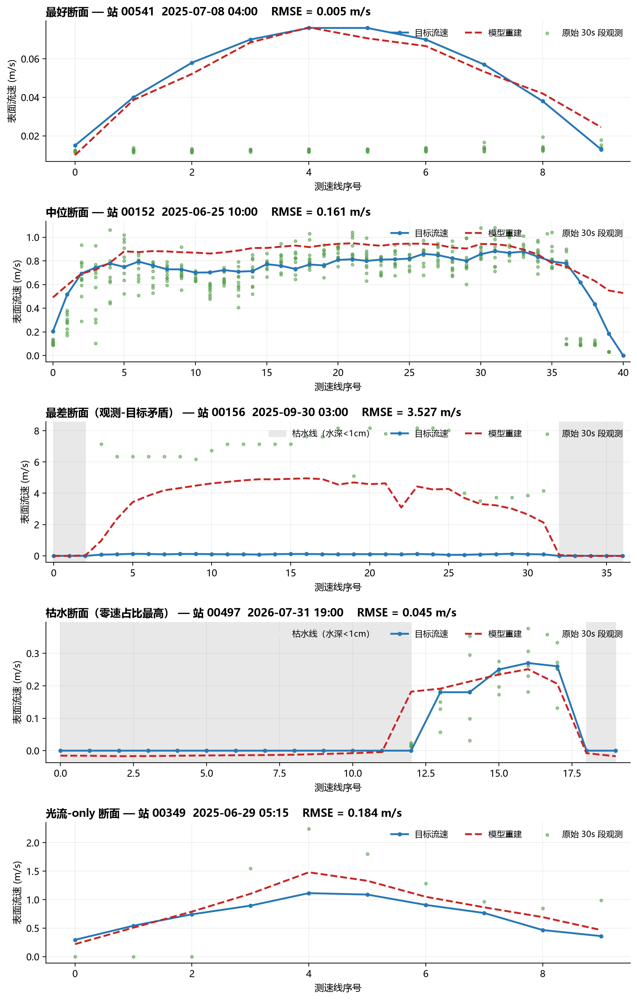 最好断面 — 站 00541  2025-07-08 04:00    RMSE = 0.005 m/s
目标流速 模型重建 原始 30s 段观测
表面流速 (m/s)
0.06
0.04
0.02
0 2 4 6 8
测速线序号
中位断面 — 站 00152  2025-06-25 10:00    RMSE = 0.161 m/s
目标流速 模型重建 原始 30s 段观测
表面流速 (m/s)
1.0
0.8
0.6
0.4
0.2
0.0
0 5 10 15 20 25 30 35 40
测速线序号
最差断面（观测-目标矛盾） — 站 00156  2025-09-30 03:00    RMSE = 3.527 m/s
枯水线（水深<1cm） 目标流速 模型重建 原始 30s 段观测
表面流速 (m/s)
8
6
4
2
0
0 5 10 15 20 25 30 35
测速线序号
枯水断面（零速占比最高） — 站 00497  2026-07-31 19:00    RMSE = 0.045 m/s
枯水线（水深<1cm） 目标流速 模型重建 原始 30s 段观测
表面流速 (m/s)
0.3
0.2
0.1
0.0
0.0 2.5 5.0 7.5 10.0 12.5 15.0 17.5
测速线序号
光流-only 断面 — 站 00349  2025-06-29 05:15    RMSE = 0.184 m/s
目标流速 模型重建 原始 30s 段观测
表面流速 (m/s)
2.0
1.5
1.0
0.5
0.0
0 2 4 6 8
测速线序号